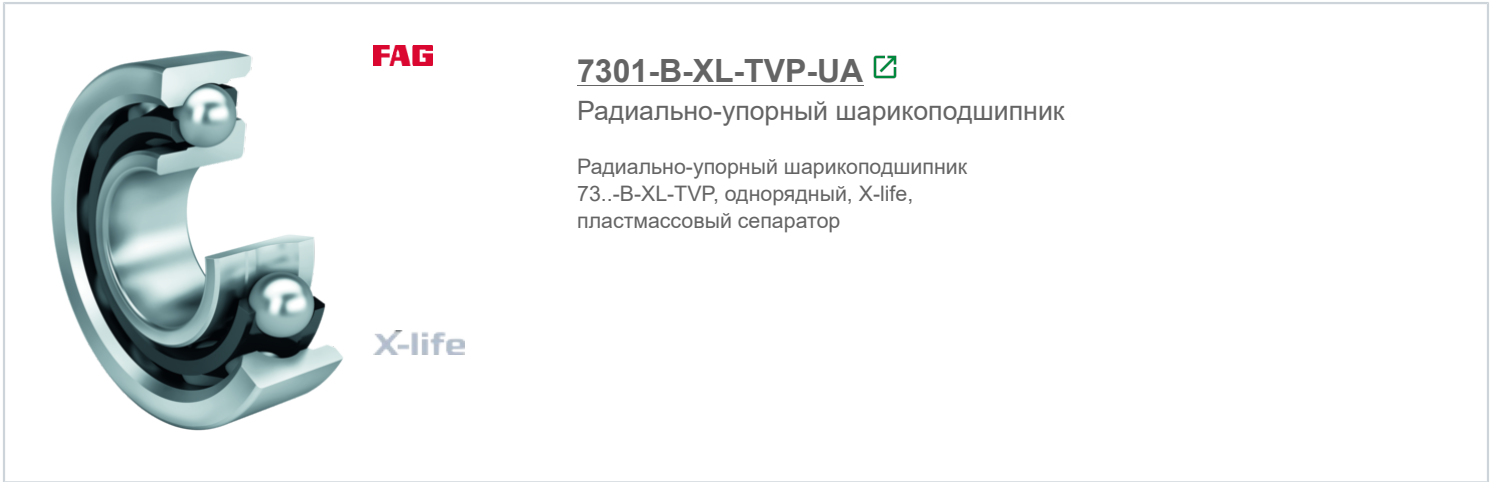 FAG
7301-B-XL-TVP-UA
Радиально-упорный шарикоподшипник
Радиально-упорный шарикоподшипник
73..-B-XL-TVP, однорядный, X-life,
пластмассовый сепаратор
X-life